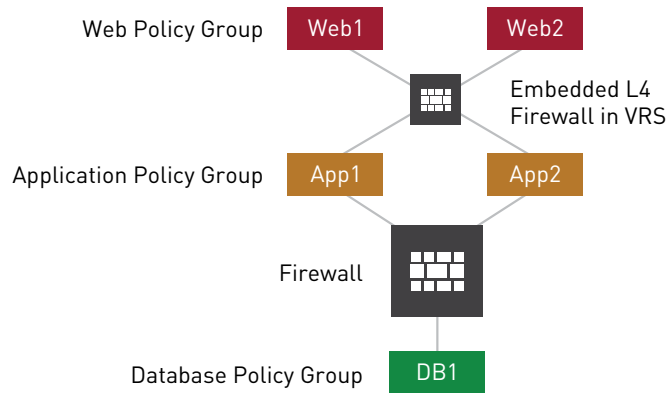 Web Policy Group
Web1
Web2
Embedded L4
Firewall in VRS
Application Policy Group
App1
App2
Firewall
Database Policy Group
DB1